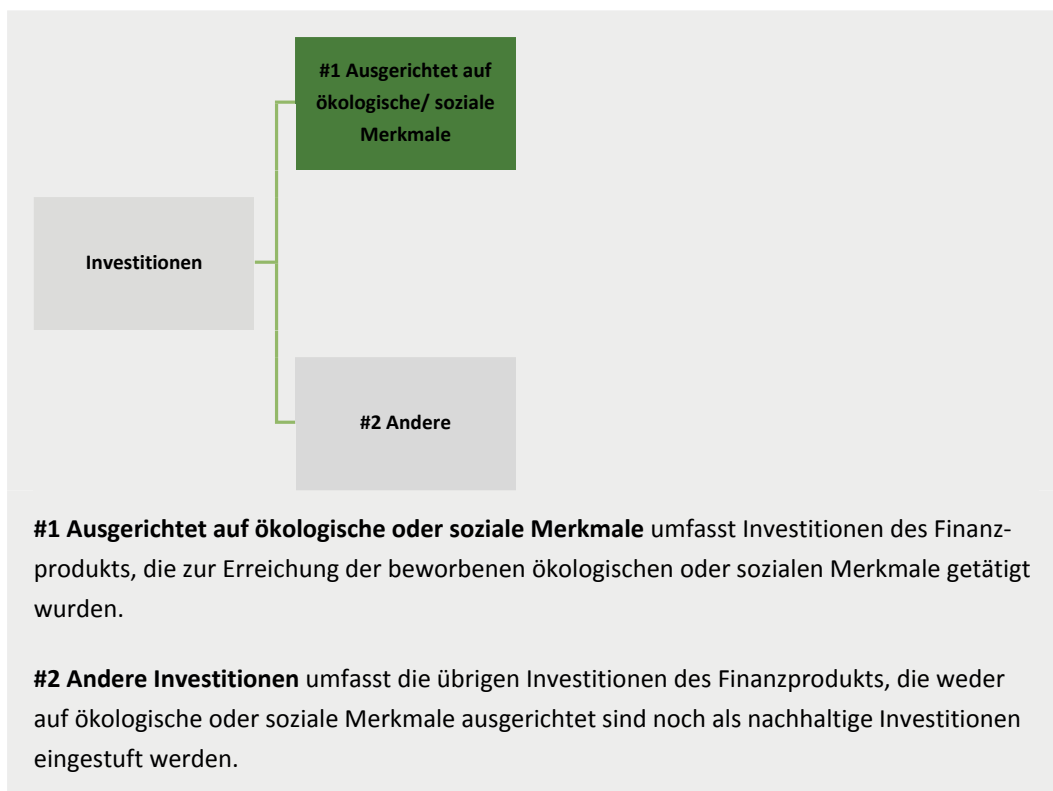 #1 Ausgerichtet auf
ökologische/ soziale
Merkmale
Investitionen
#2 Andere
#1 Ausgerichtet auf ökologische oder soziale Merkmale umfasst Investitionen des Finanz-
produkts, die zur Erreichung der beworbenen ökologischen oder sozialen Merkmale getätigt
wurden.
#2 Andere Investitionen umfasst die übrigen Investitionen des Finanzprodukts, die weder
auf ökologische oder soziale Merkmale ausgerichtet sind noch als nachhaltige Investitionen
eingestuft werden.